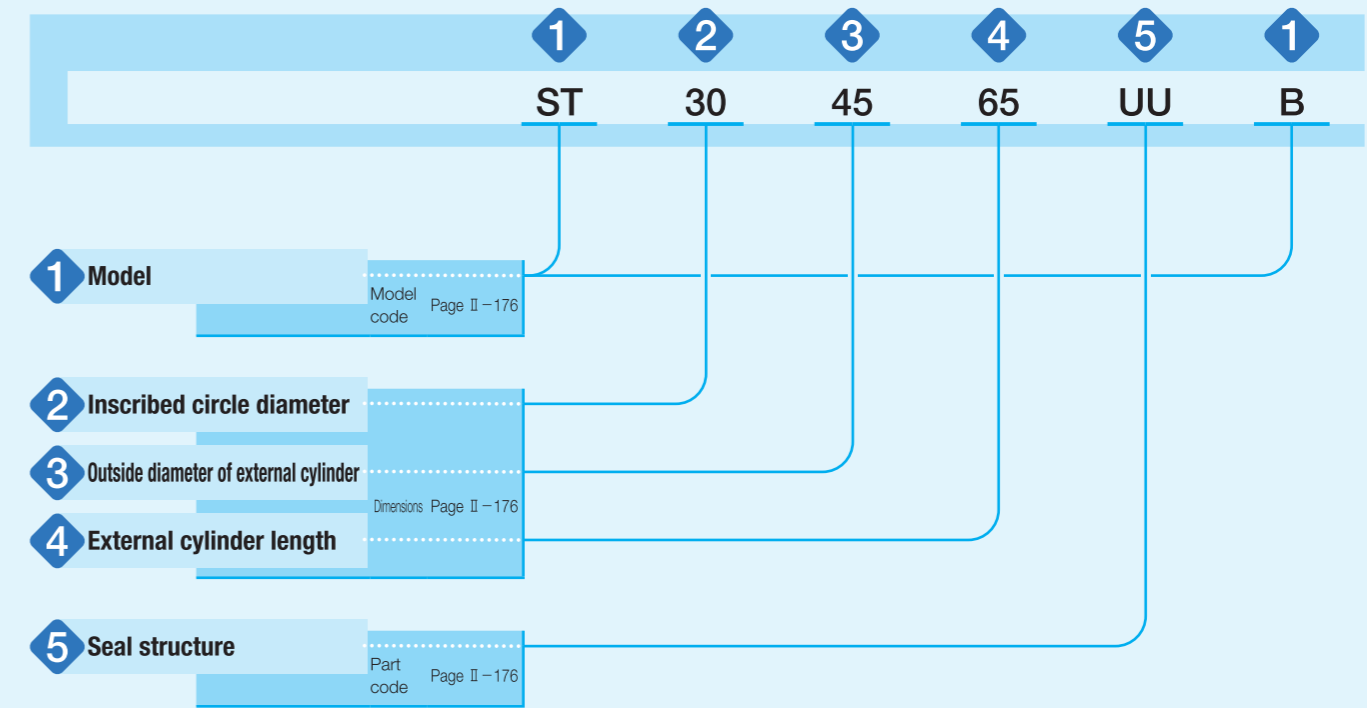 1 2 3 4 5 1
ST 30 45 65 UU B
1 Model
Model
code Page Ⅱ－176
2 Inscribed circle diameter
3 Outside diameter of external cylinder
Dimensions Page Ⅱ－176
4 External cylinder length
5 Seal structure
Part
code Page Ⅱ－176